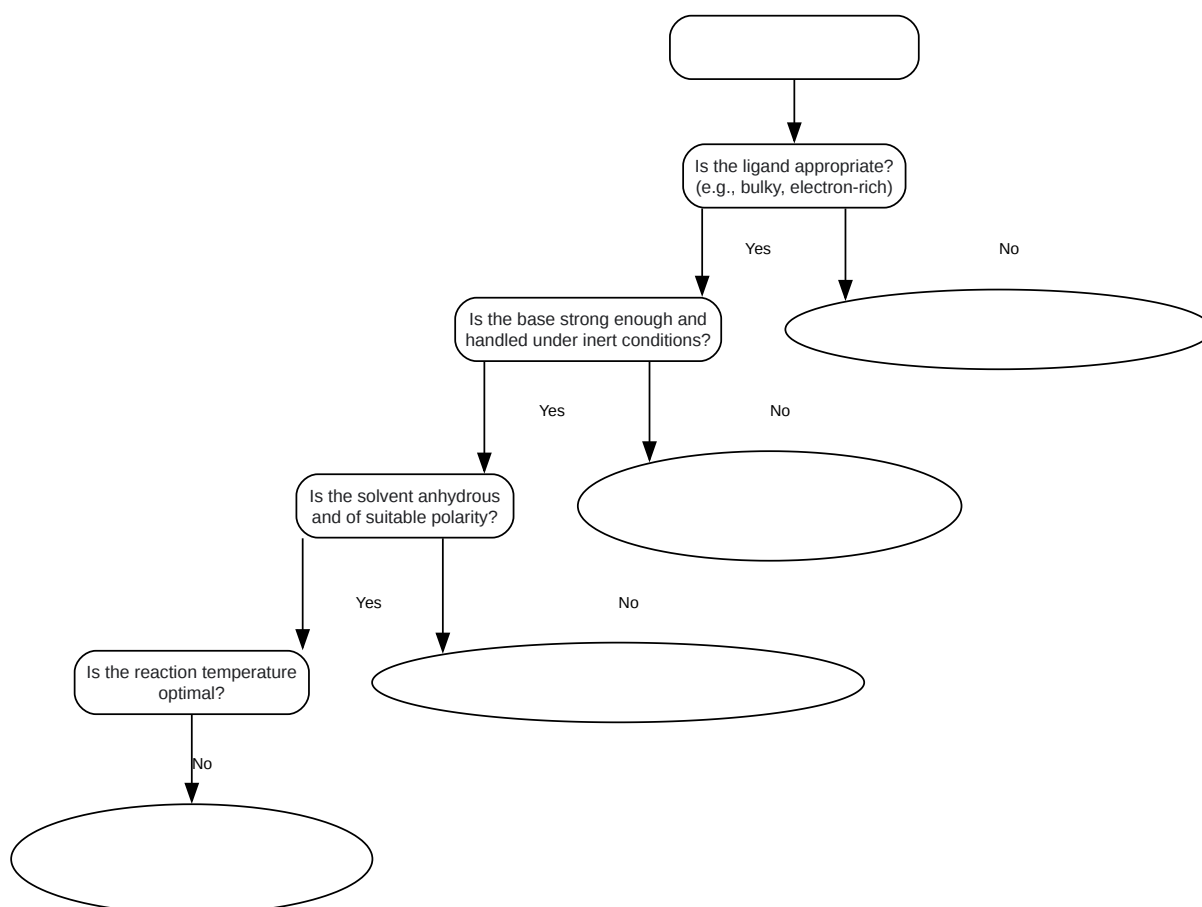 Is the ligand appropriate?
(e.g., bulky, electron-rich)
Yes
No
Is the base strong enough and
handled under inert conditions?
Yes
No
Is the solvent anhydrous
and of suitable polarity?
Yes
No
Is the reaction temperature
optimal?
No